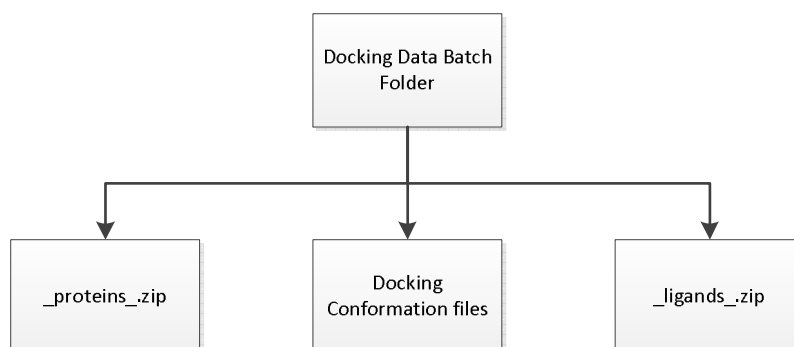 Docking Data Batch
Folder
_proteins_.zip
Docking
Conformation files
_ligands_.zip